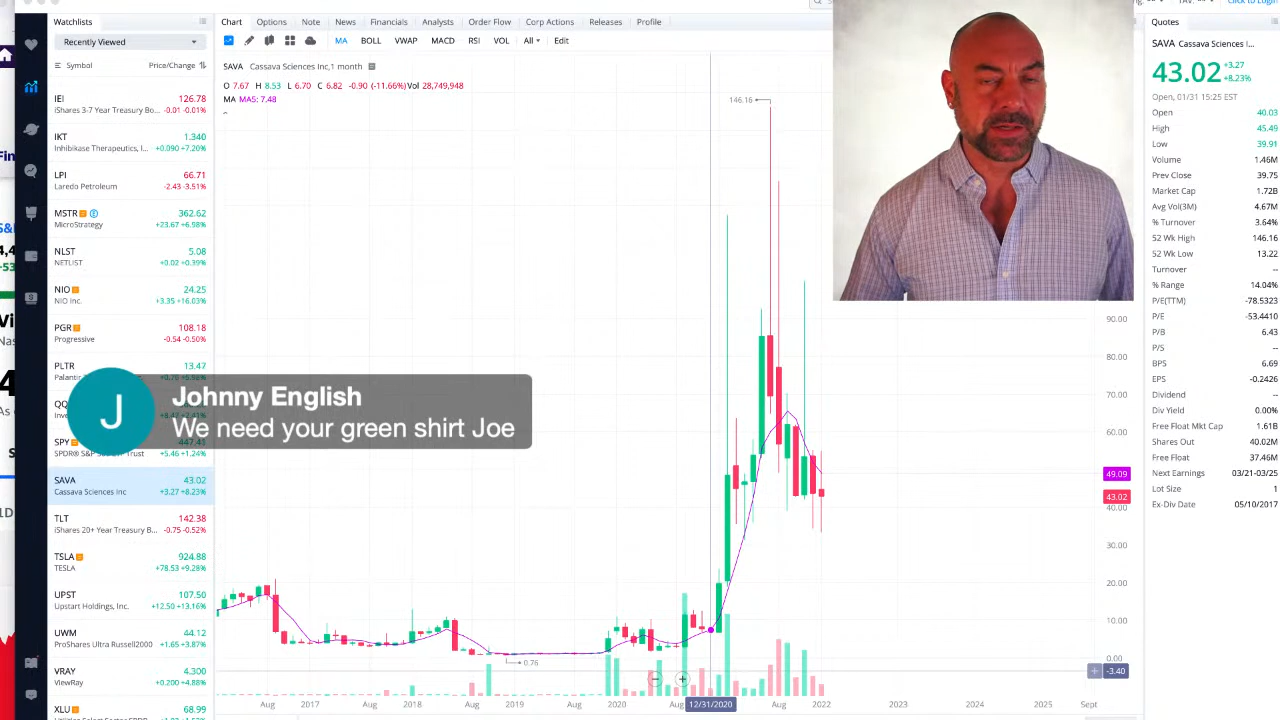 Watchlists
Recently Viewed
Symbol Price/Change
IEI 126.78
iShares 3-7 Year Treasury Bo... -0.01 -0.01%
IKT 1.340
Inhibikase Therapeutics, I... +0.090 +7.20%
LPI 66.71
Laredo Petroleum -2.43 -3.51%
MSTR 362.62
MicroStrategy +23.67 +6.98%
NLST 5.08
NETLIST +0.02 +0.39%
NIO 24.25
NIO Inc. +3.35 +16.03%
PGR 108.18
Progressive -0.54 -0.50%
PLTR 13.47
Johnny English
We need your green shirt Joe
SPY
Trust +5.46 +1.24%
SAVA 43.02
Cassava Sciences Inc +3.27 +8.23%
TLT 142.38
iShares 20+ Year Treasury B... -0.75 -0.52%
TSLA 924.88
TESLA +78.53 +9.28%
UPST 107.50
Upstart Holdings, Inc. +12.50 +13.16%
UWM 44.12
ProShares Ultra Russell2000 +1.65 +3.87%
VRAY 4.300
ViewRay +0.200 +4.88%
XLU 68.99
Chart Options Note News Financials Analysts Order Flow Corp Actions Releases Profile
MA BOLL VWAP MACD RSI VOL All Edit
SAVA Cassava Sciences Inc,1 month
O 7.67 H 8.53 L 6.70 C 6.82 -0.90 (-11.66%) Vol 28,749,948
MA MA5: 7.48
146.16
0.76
90.00
80.00
70.00
60.00
49.09
43.02
40.00
30.00
20.00
10.00
0.00
-3.40
Aug 2017 Aug 2018 Aug 2019 Aug 2020 Aug 12/31/2020 Aug 2022 2023 2024 2025 Sept
Quotes
SAVA Cassava Sciences I...
43.02 +3.27
+8.23%
Open, 01/31 15:25 EST
Open 40.03
High 45.49
Low 39.91
Volume 1.46M
Prev Close 39.75
Market Cap 1.72B
Avg Vol(3M) 4.67M
% Turnover 3.64%
52 Wk High 146.16
52 Wk Low 13.22
Turnover --
% Range 14.04%
P/E(TTM) -78.5323
P/E -53.4410
P/B 6.43
P/S --
BPS 6.69
EPS -0.2426
Dividend --
Div Yield 0.00%
Free Float Mkt Cap 1.61B
Shares Out 40.02M
Free Float 37.46M
Next Earnings 03/21-03/25
Lot Size 1
Ex-Div Date 05/10/2017